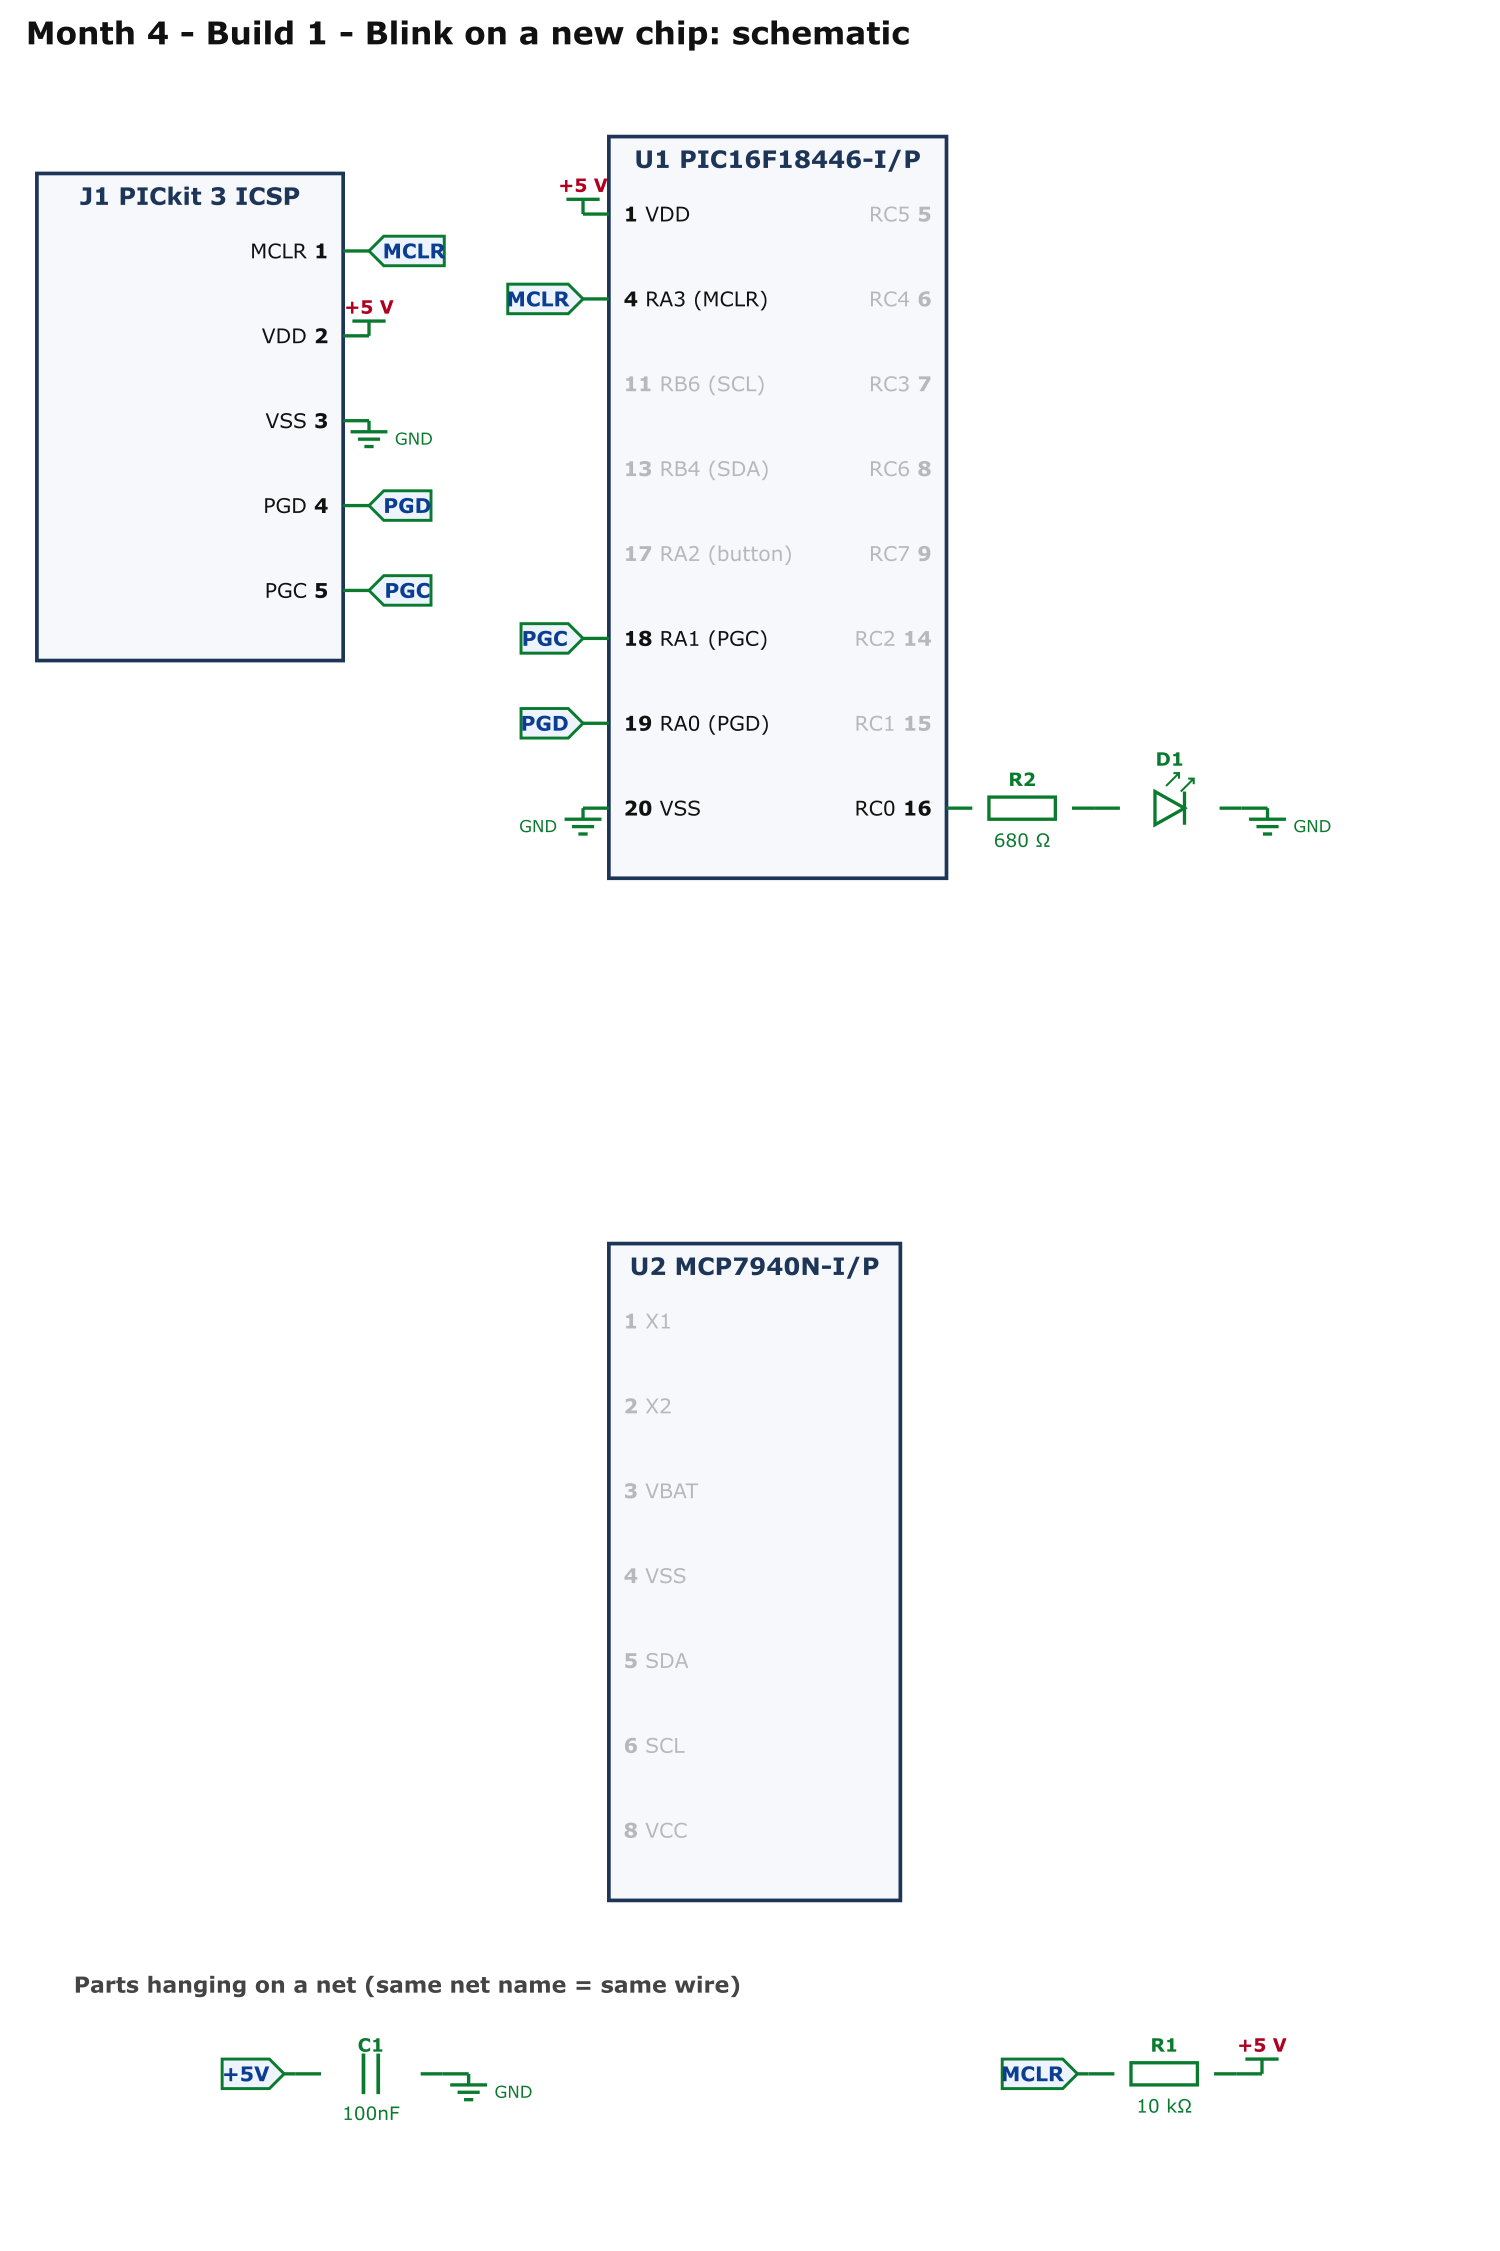 Month 4 - Build 1 - Blink on a new chip: schematic
J1 PICkit 3 ICSP
MCLR 1
MCLR
VDD 2
+5 V
VSS 3
GND
PGD 4
PGD
PGC 5
PGC
U1 PIC16F18446-I/P
+5 V
1 VDD
RC5 5
MCLR
4 RA3 (MCLR)
RC4 6
11 RB6 (SCL)
RC3 7
13 RB4 (SDA)
RC6 8
17 RA2 (button)
RC7 9
PGC
18 RA1 (PGC)
RC2 14
PGD
19 RA0 (PGD)
RC1 15
GND
20 VSS
RC0 16
R2
680 Ω
D1
GND
U2 MCP7940N-I/P
1 X1
2 X2
3 VBAT
4 VSS
5 SDA
6 SCL
8 VCC
Parts hanging on a net (same net name = same wire)
+5V
C1
100nF
GND
MCLR
R1
10 kΩ
+5 V